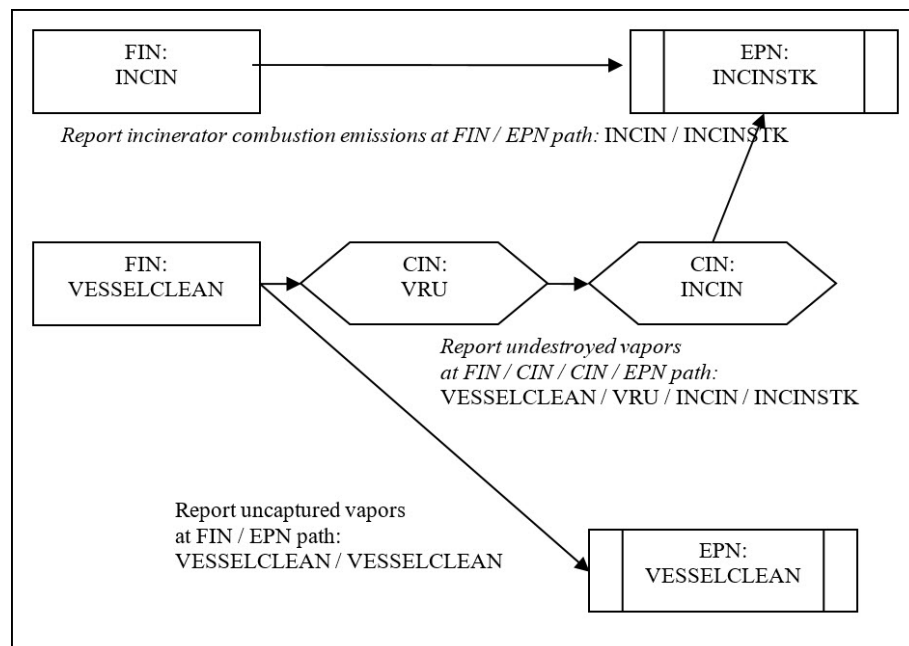 FIN:
INCIN
EPN:
INCINSTK
Report incinerator combustion emissions at FIN / EPN path: INCIN / INCINSTK
FIN:
VESSELCLEAN
CIN:
VRU
CIN:
INCIN
Report undestroyed vapors
at FIN / CIN / CIN / EPN path:
VESSELCLEAN / VRU / INCIN / INCINSTK
Report uncaptured vapors
at FIN / EPN path:
VESSELCLEAN / VESSELCLEAN
EPN:
VESSELCLEAN